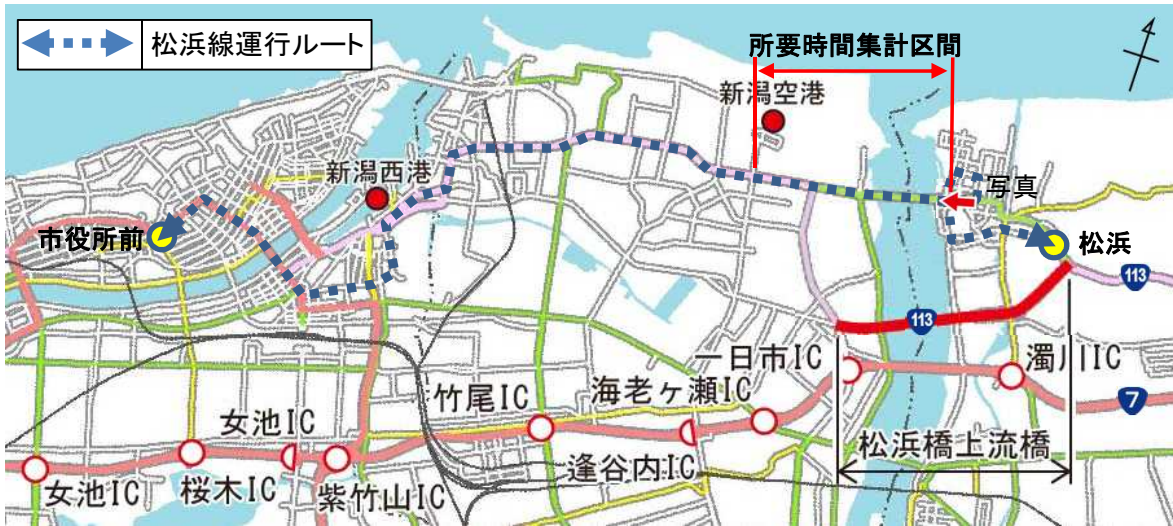 松浜線運行ルート
所要時間集計区間
新潟空港
新潟西港
写真
市役所前
松浜
113
113
一日市IC
濁川IC
竹尾IC
海老ヶ瀬IC
7
女池IC
松浜橋上流橋
逢谷内IC
女池IC
桜木IC
紫竹山IC